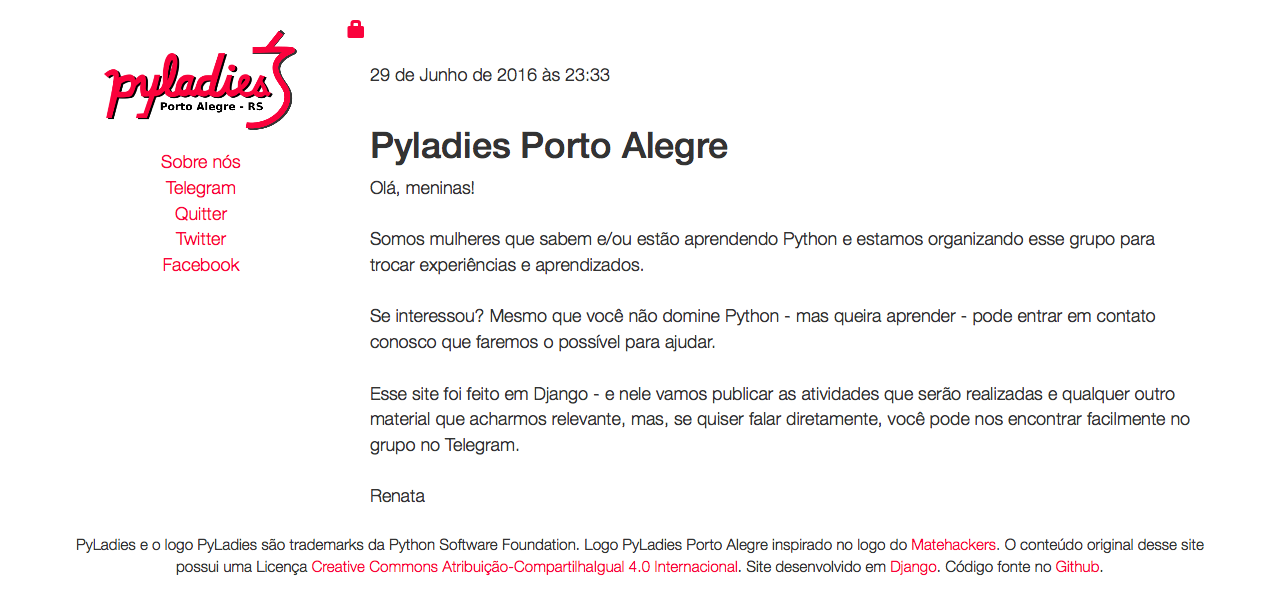 pyladies
Porto Alegre - RS
Sobre nós
Telegram
Quitter
Twitter
Facebook
29 de Junho de 2016 às 23:33
Pyladies Porto Alegre
Olá, meninas!
Somos mulheres que sabem e/ou estão aprendendo Python e estamos organizando esse grupo para
trocar experiências e aprendizados.
Se interessou? Mesmo que você não domine Python - mas queira aprender - pode entrar em contato
conosco que faremos o possível para ajudar.
Esse site foi feito em Django - e nele vamos publicar as atividades que serão realizadas e qualquer outro
material que acharmos relevante, mas, se quiser falar diretamente, você pode nos encontrar facilmente no
grupo no Telegram.
Renata
PyLadies e o logo PyLadies são trademarks da Python Software Foundation. Logo PyLadies Porto Alegre inspirado no logo do Matehackers. O conteúdo original desse site
possui uma Licença Creative Commons Atribuição-CompartilhaIgual 4.0 Internacional. Site desenvolvido em Django. Código fonte no Github.